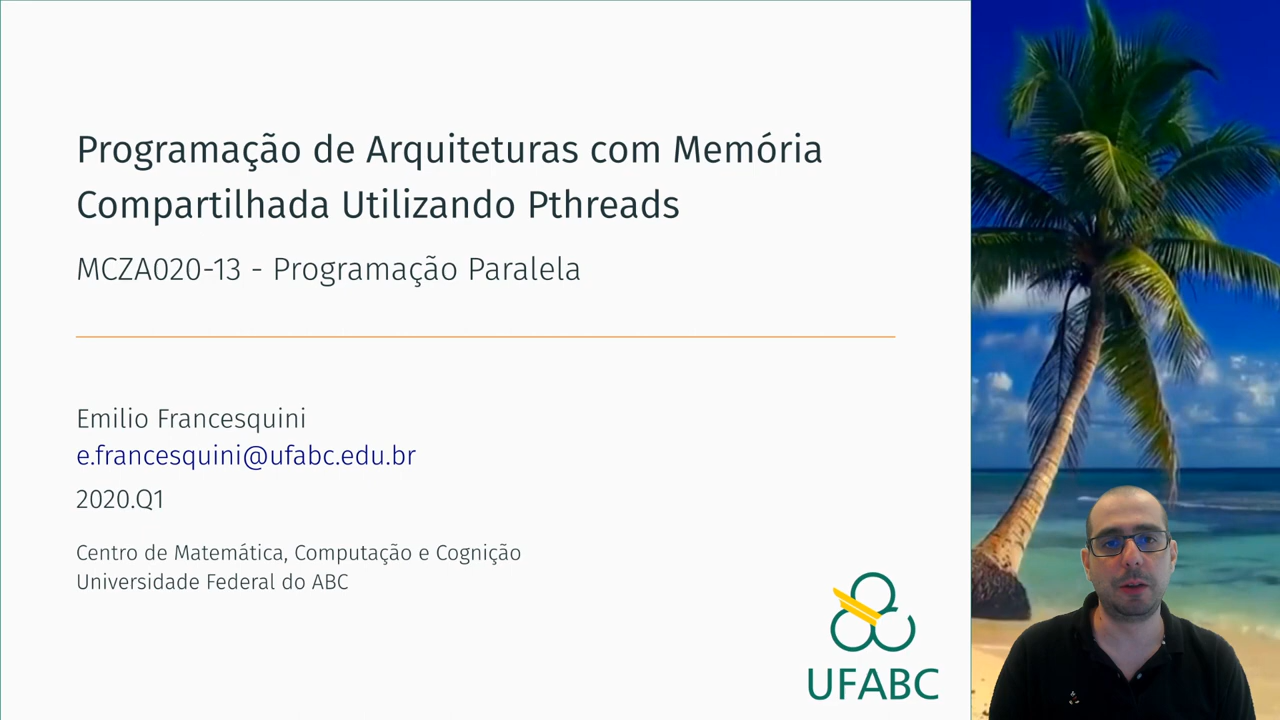 Programação de Arquiteturas com Memória
Compartilhada Utilizando Pthreads
MCZA020-13 - Programação Paralela
Emilio Francesquini
e.francesquini@ufabc.edu.br
2020.Q1
Centro de Matemática, Computação e Cognição
Universidade Federal do ABC
UFABC